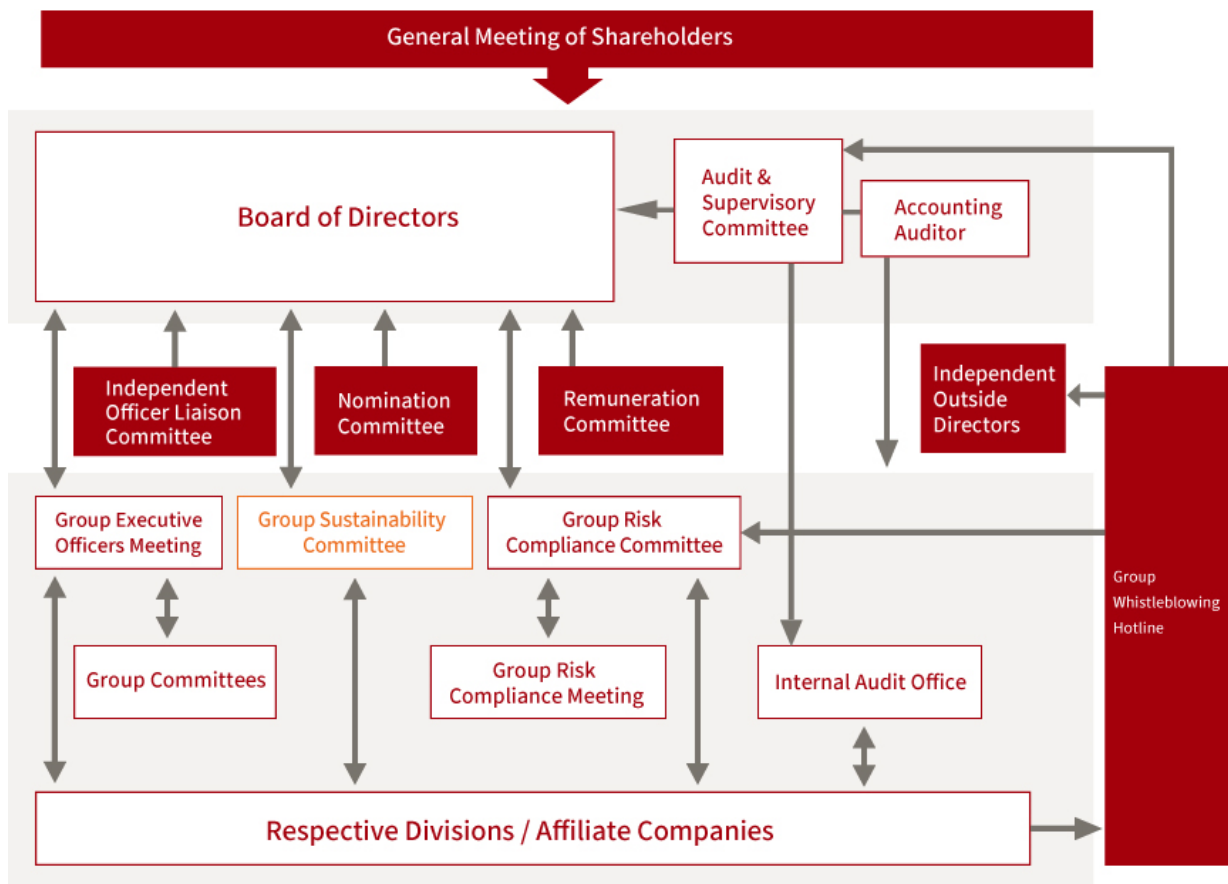 General Meeting of Shareholders
Board of Directors
Audit &
Supervisory
Committee
Accounting
Auditor
Independent
Officer Liaison
Committee
Nomination
Committee
Remuneration
Committee
Independent
Outside
Directors
Group Executive
Officers Meeting
Group Sustainability
Committee
Group Risk
Compliance Committee
Group
Whistleblowing
Hotline
Group Committees
Group Risk
Compliance Meeting
Internal Audit Office
Respective Divisions / Affiliate Companies